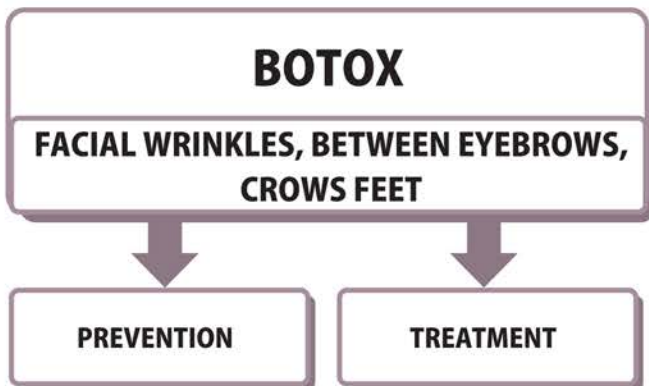 BOTOX
FACIAL WRINKLES, BETWEEN EYEBROWS,
CROWS FEET
PREVENTION
TREATMENT